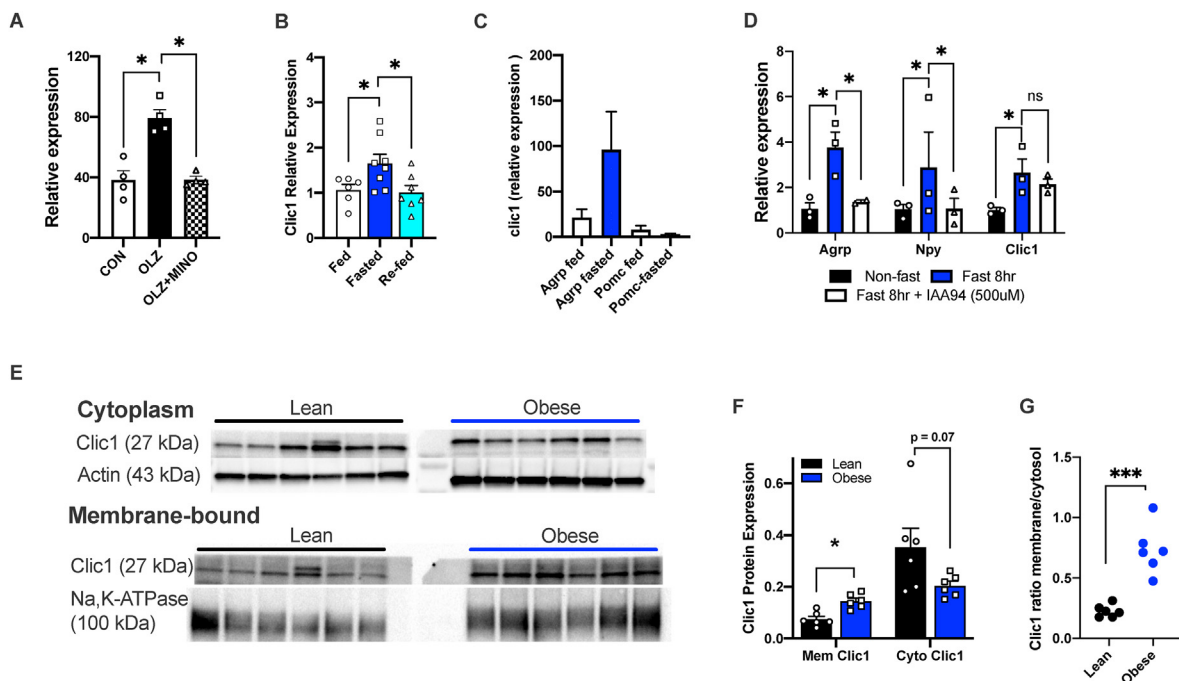 A
B
C
D
Relative expression
120
80
40
0
*
*
CON
OLZ
OLZ+MINO
Clic1 Relative Expression
4
3
2
1
0
*
*
Fed
Fasted
Re-fed
clic1 (relative expression )
200
150
100
50
0
Agrp fed
Agrp fasted
Pomc fed
Pomc-fasted
Relative expression
8
6
4
2
0
*
*
*
*
*
ns
Agrp
Npy
Clic1
Non-fast
Fast 8hr
Fast 8hr + IAA94 (500uM)
E
Cytoplasm
Lean
Obese
Clic1 (27 kDa)
Actin (43 kDa)
Membrane-bound
Lean
Obese
Clic1 (27 kDa)
Na,K-ATPase
(100 kDa)
F
Clic1 Protein Expression
0.6
0.4
0.2
0.0
Lean
Obese
*
p = 0.07
Mem Clic1
Cyto Clic1
G
Clic1 ratio membrane/cytosol
1.5
1.0
0.5
0.0
***
Lean
Obese